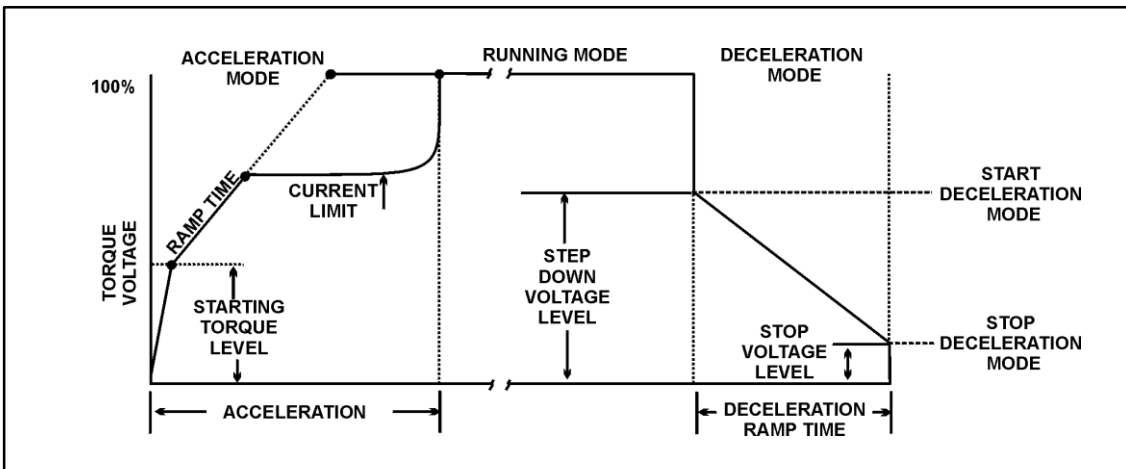 ACCELERATION
MODE
RUNNING MODE
DECELERATION
MODE
100%
TORQUE
VOLTAGE
RAMP TIME
CURRENT
LIMIT
STARTING
TORQUE
LEVEL
STEP
DOWN
VOLTAGE
LEVEL
START
DECELERATION
MODE
STOP
VOLTAGE
LEVEL
STOP
DECELERATION
MODE
ACCELERATION
DECELERATION
RAMP TIME